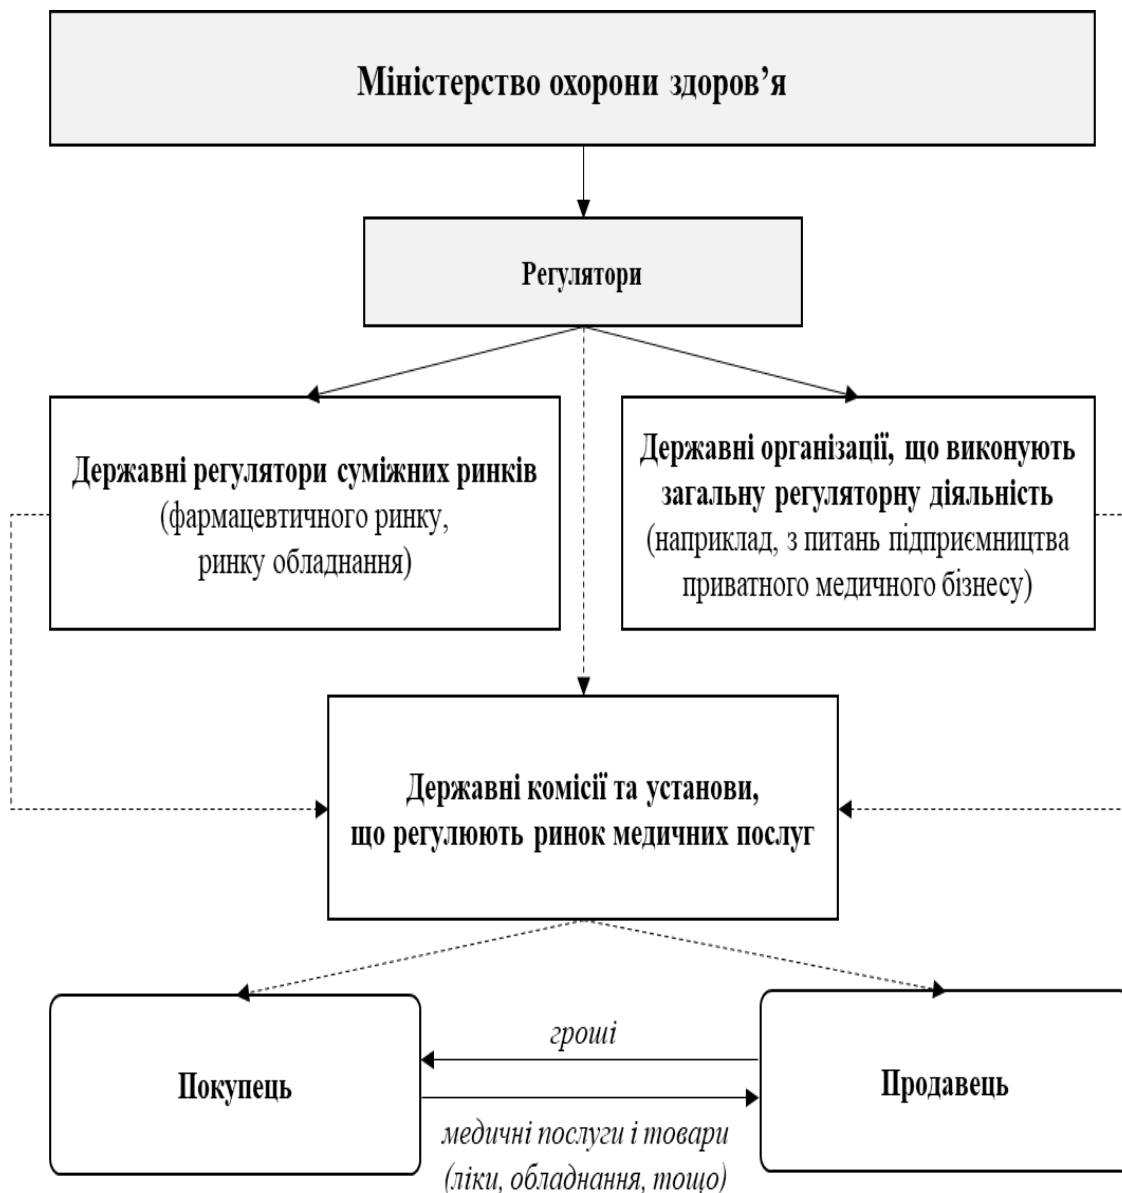 Міністерство охорони здоров’я
Регулятори
Державні регулятори суміжних ринків
(фармацевтичного ринку,
ринку обладнання)
Державні організації, що виконують
загальну регуляторну діяльність
(наприклад, з питань підприємництва
приватного медичного бізнесу)
Державні комісії та установи,
що регулюють ринок медичних послуг
Покупець
гроші
медичні послуги і товари
(ліки, обладнання, тощо)
Продавець